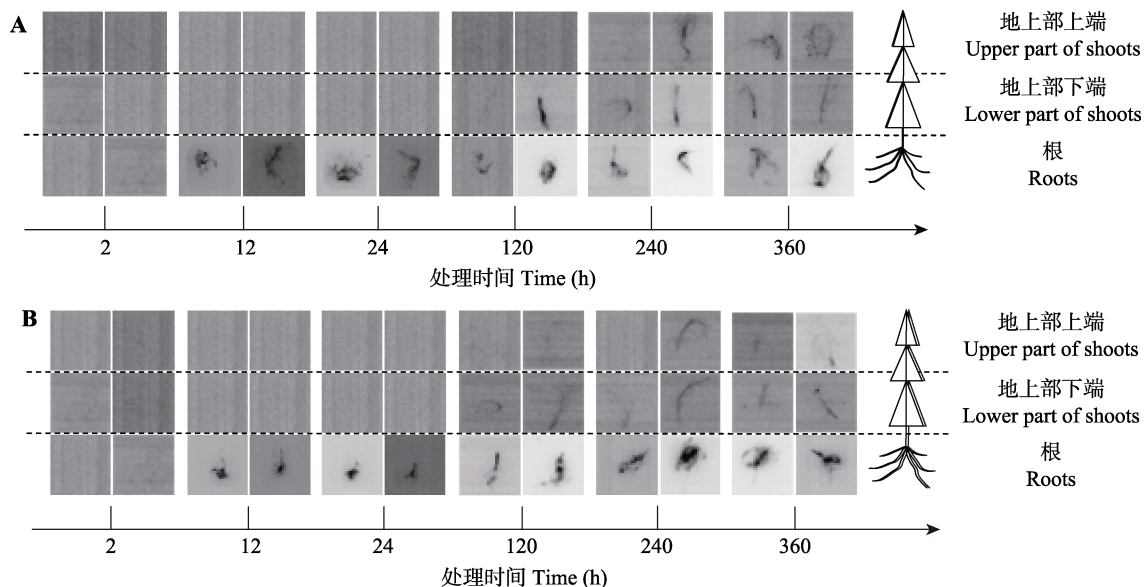 A
地上部上端
Upper part of shoots
地上部下端
Lower part of shoots
根
Roots
2 12 24 120 240 360
处理时间 Time (h)
B
地上部上端
Upper part of shoots
地上部下端
Lower part of shoots
根
Roots
2 12 24 120 240 360
处理时间 Time (h)